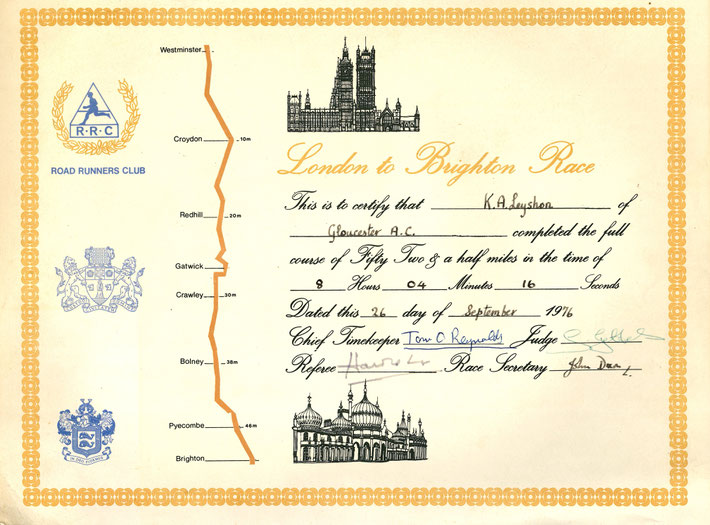 R·R·C
ROAD RUNNERS CLUB
Westminster
Croydon 10m
Redhill 20m
Gatwick
Crawley 30m
Bolney 38m
Pyecombe 46m
Brighton
London to Brighton Race
This is to certify that K.A. Leyshon of
Gloucester A.C. completed the full
course of Fifty Two & a half miles in the time of
8 Hours 04 Minutes 16 Seconds
Dated this 26 day of September 1976
Chief Timekeeper Tom O Reynolds Judge
Referee Race Secretary John